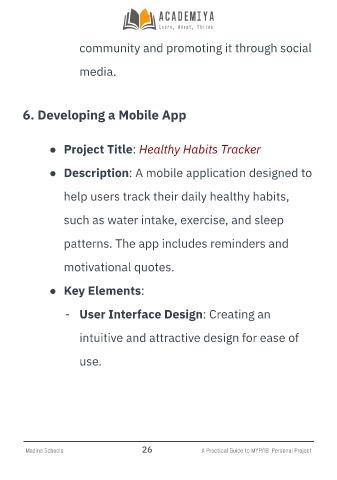 ACADEMIYA
Learn, Adapt, Thrive
community and promoting it through social
media.
6. Developing a Mobile App
● Project Title: Healthy Habits Tracker
● Description: A mobile application designed to
help users track their daily healthy habits,
such as water intake, exercise, and sleep
patterns. The app includes reminders and
motivational quotes.
● Key Elements:
- User Interface Design: Creating an
intuitive and attractive design for ease of
use.
Madina Schools 26 A Practical Guide to MYP/IB Personal Project